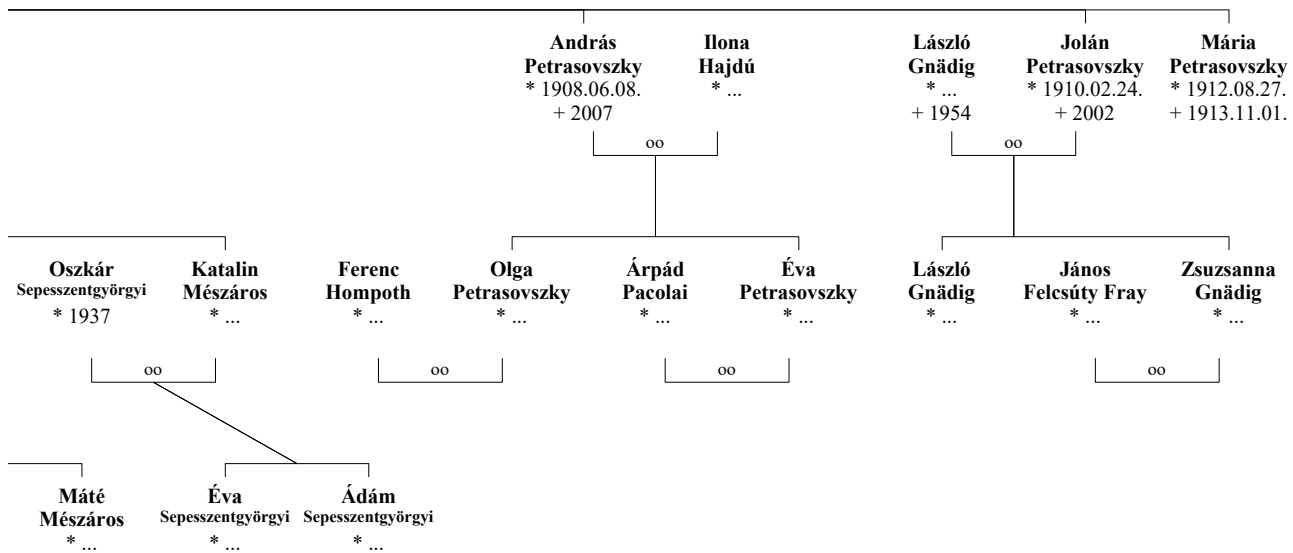 András
Petrasovszky
* 1908.06.08.
+ 2007
Ilona
Hajdú
* ...
László
Gnädig
* ...
+ 1954
Jolán
Petrasovszky
* 1910.02.24.
+ 2002
Mária
Petrasovszky
* 1912.08.27.
+ 1913.11.01.
oo
oo
Oszkár
Sepesszentgyörgyi
* 1937
Katalin
Mészáros
* ...
Ferenc
Hompoth
* ...
Olga
Petrasovszky
* ...
Árpád
Pacolai
* ...
Éva
Petrasovszky
* ...
László
Gnädig
* ...
János
Felcsúty Fray
* ...
Zsuzsanna
Gnädig
* ...
oo
oo
oo
oo
Máté
Mészáros
* ...
Éva
Sepesszentgyörgyi
* ...
Ádám
Sepesszentgyörgyi
* ...